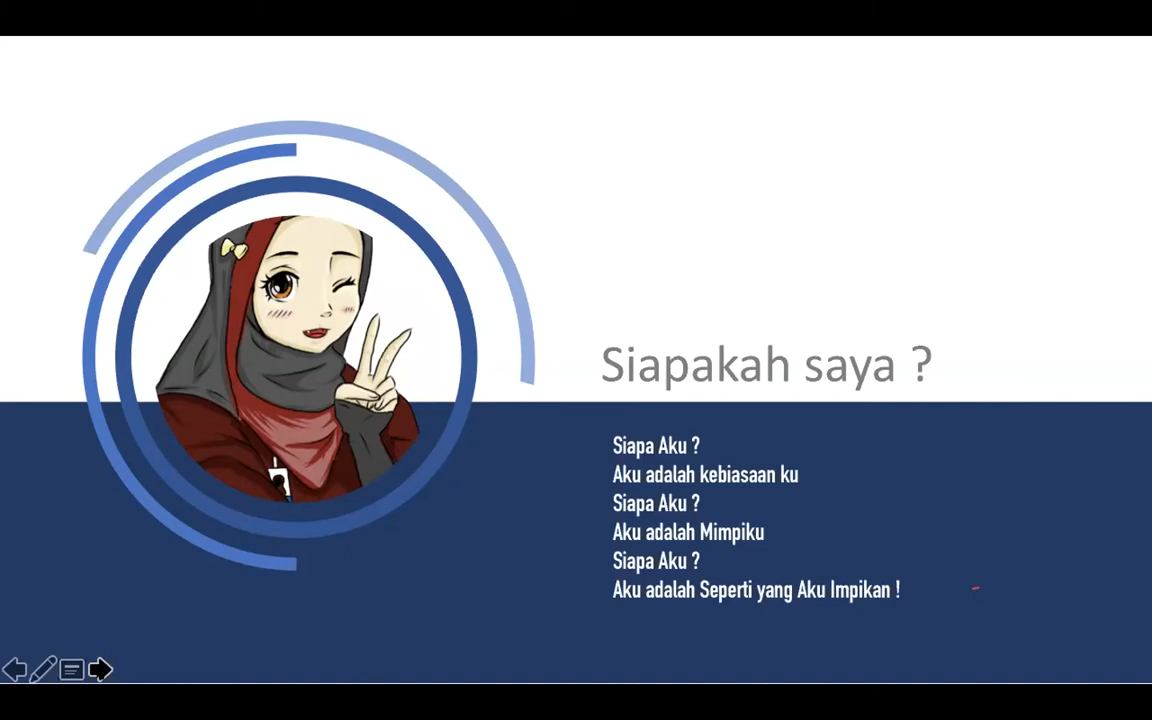 Siapakah saya ?
Siapa Aku ?
Aku adalah kebiasaan ku
Siapa Aku ?
Aku adalah Mimpiku
Siapa Aku ?
Aku adalah Seperti yang Aku Impikan !